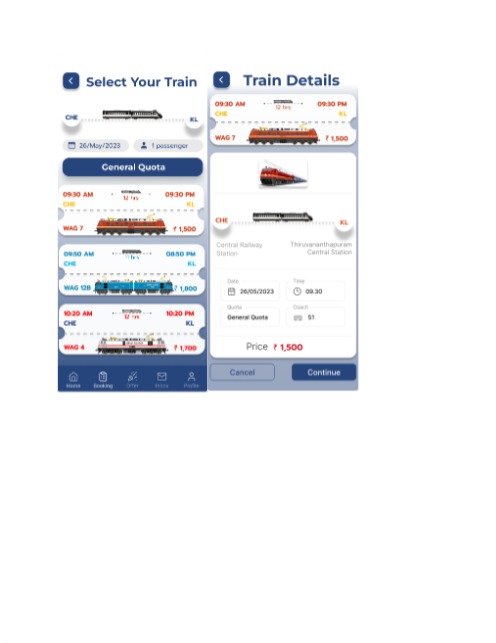 Select Your Train
CHE
KL
26/May/2023
1 passenger
General Quota
09:30 AM
12 hrs
09:30 PM
CHE
KL
WAG 7
₹ 1,500
09:50 AM
08:50 PM
CHE
KL
WAG 12B
₹ 1,800
10:20 AM
12 hrs
10:20 PM
CHE
KL
WAG 4
₹ 1,700
Home
Booking
Offer
Inbox
Profile
Train Details
09:30 AM
12 hrs
09:30 PM
CHE
KL
WAG 7
₹ 1,500
CHE
KL
Central Railway
Station
Thiruvananthapuram
Central Station
Date
26/05/2023
Time
09.30
Quota
General Quota
Coach
S1
Price ₹ 1,500
Cancel
Continue